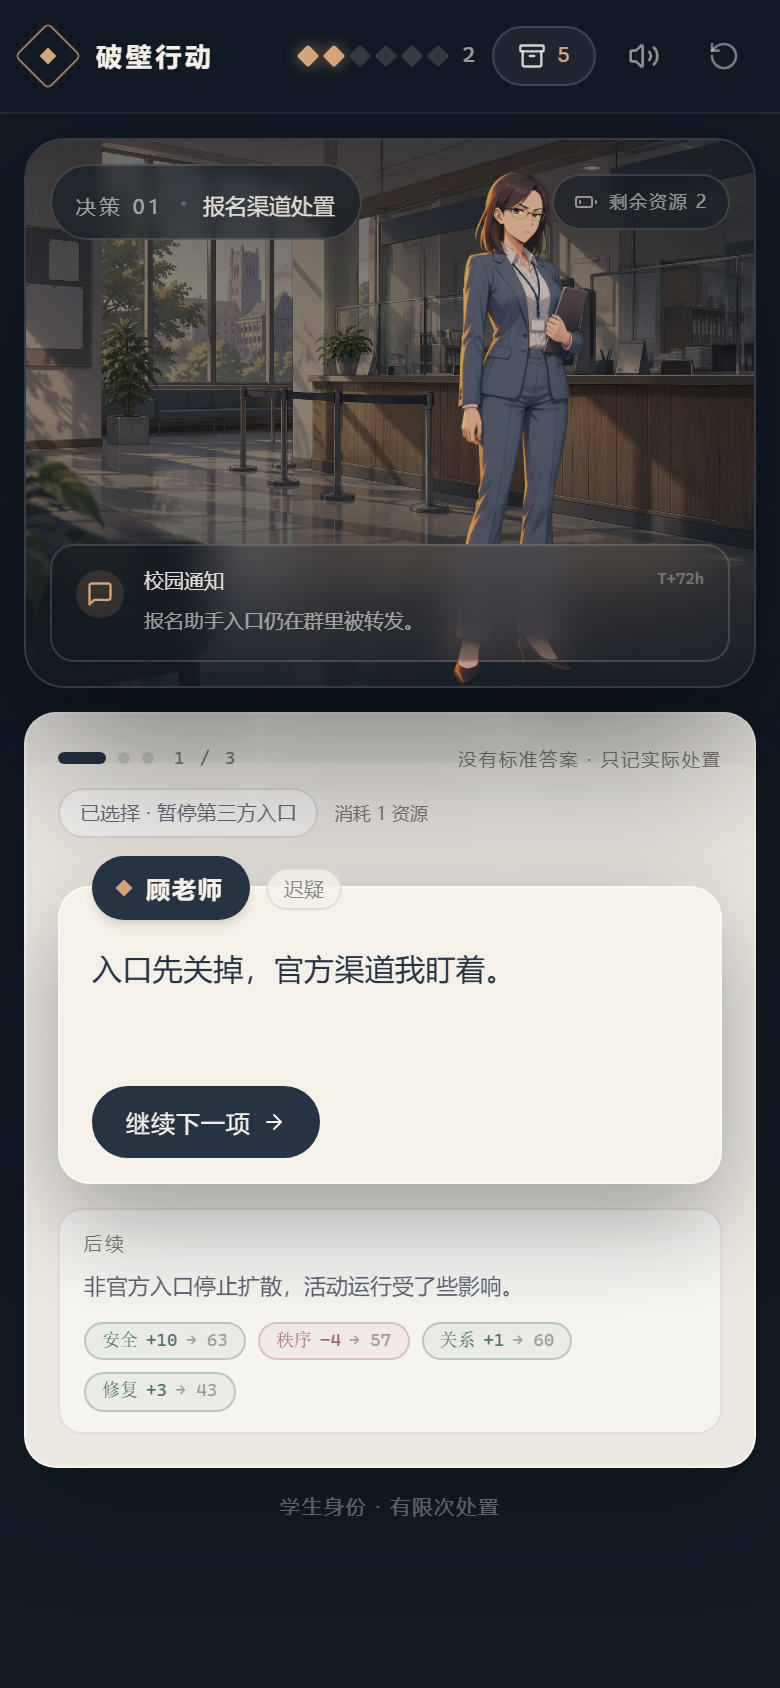 破壁行动
2
5
决策 01 · 报名渠道处置
剩余资源 2
校园通知
T+72h
报名助手入口仍在群里被转发。
1 / 3
没有标准答案 · 只记实际处置
已选择 · 暂停第三方入口
消耗 1 资源
顾老师
迟疑
入口先关掉，官方渠道我盯着。
继续下一项 →
后续
非官方入口停止扩散，活动运行受了些影响。
安全 +10 → 63
秩序 −4 → 57
关系 +1 → 60
修复 +3 → 43
学生身份 · 有限次处置